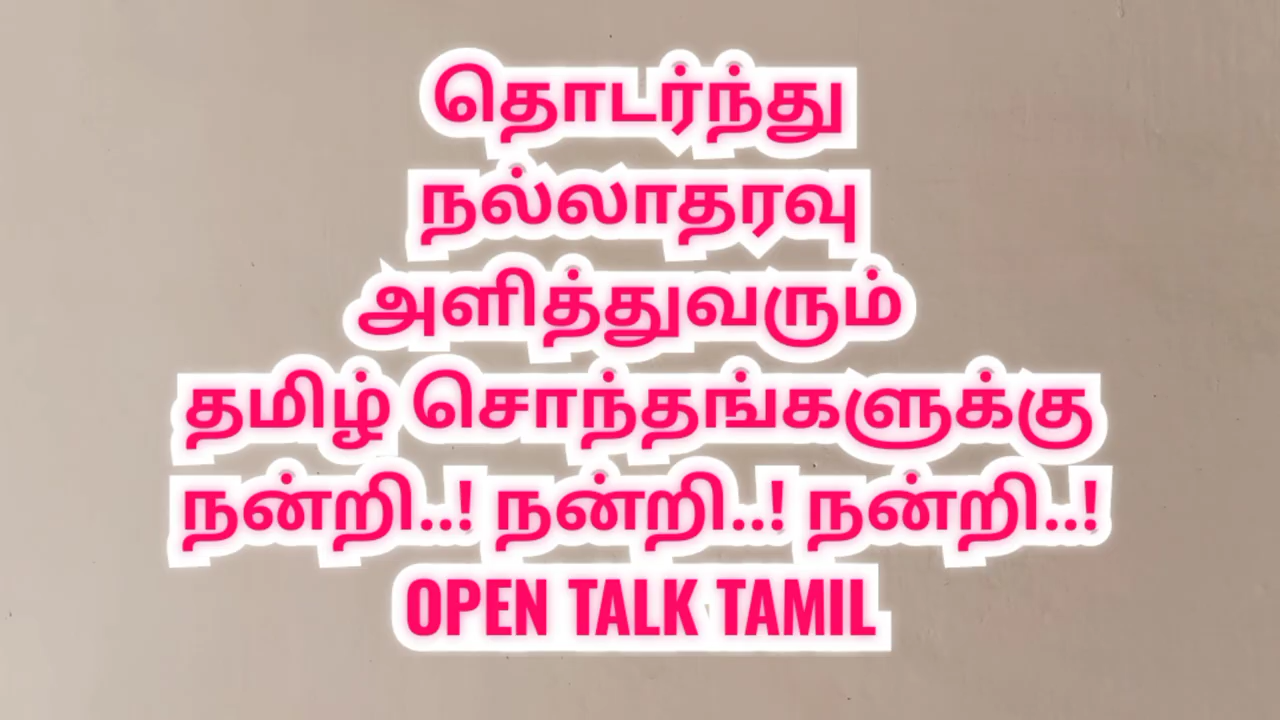 தொடர்ந்து
நல்லாதரவு
அளித்துவரும்
தமிழ் சொந்தங்களுக்கு
நன்றி..! நன்றி..! நன்றி..!
OPEN TALK TAMIL